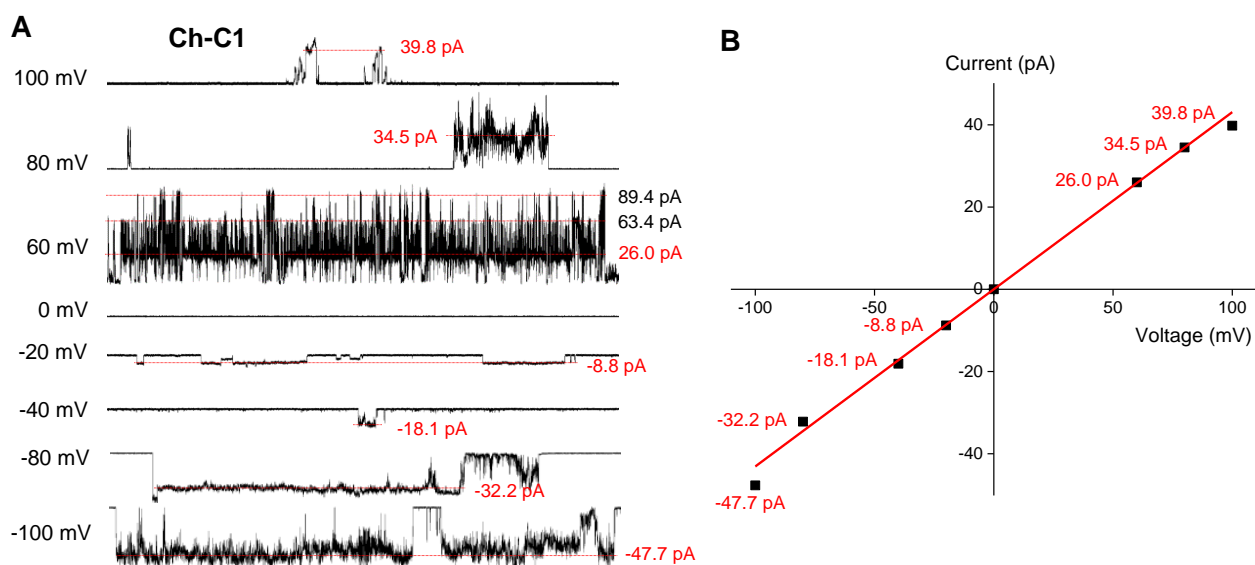 A
Ch-C1
100 mV
39.8 pA
80 mV
34.5 pA
60 mV
89.4 pA
63.4 pA
26.0 pA
0 mV
-20 mV
-8.8 pA
-40 mV
-18.1 pA
-80 mV
-32.2 pA
-100 mV
-47.7 pA
B
Current (pA)
40
39.8 pA
34.5 pA
20
26.0 pA
0
-100 -50 0 50 100
Voltage (mV)
-8.8 pA
-18.1 pA
-20
-32.2 pA
-40
-47.7 pA